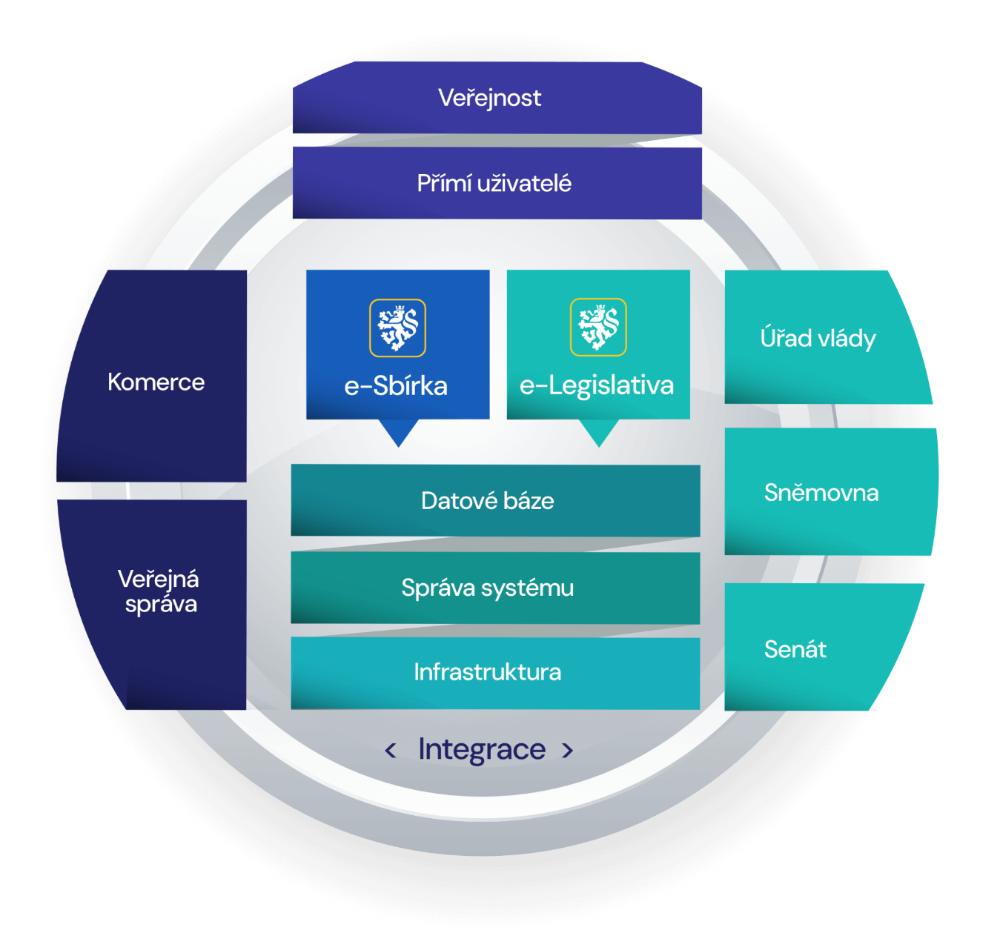 Veřejnost
Přímí uživatelé
Komerce
Veřejná
správa
e-Sbírka
e-Legislativa
Datové báze
Správa systému
Infrastruktura
< Integrace >
Úřad vlády
Sněmovna
Senát